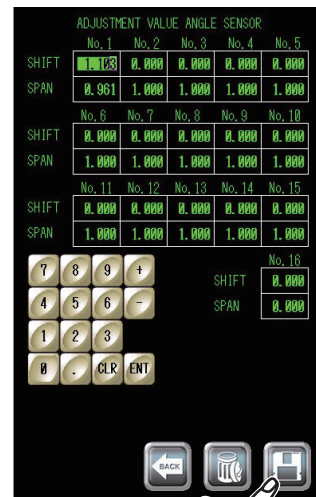 ADJUSTMENT VALUE ANGLE SENSOR
No. 1 No. 2 No. 3 No. 4 No. 5
SHIFT 1.103 0.000 0.000 0.000 0.000
SPAN 0.961 1.000 1.000 1.000 1.000
No. 6 No. 7 No. 8 No. 9 No. 10
SHIFT 0.000 0.000 0.000 0.000 0.000
SPAN 1.000 1.000 1.000 1.000 1.000
No. 11 No. 12 No. 13 No. 14 No. 15
SHIFT 0.000 0.000 0.000 0.000 0.000
SPAN 1.000 1.000 1.000 1.000 1.000
No. 16
SHIFT 0.000
SPAN 0.000
7 8 9 +
4 5 6 -
1 2 3
0 . CLR ENT
BACK